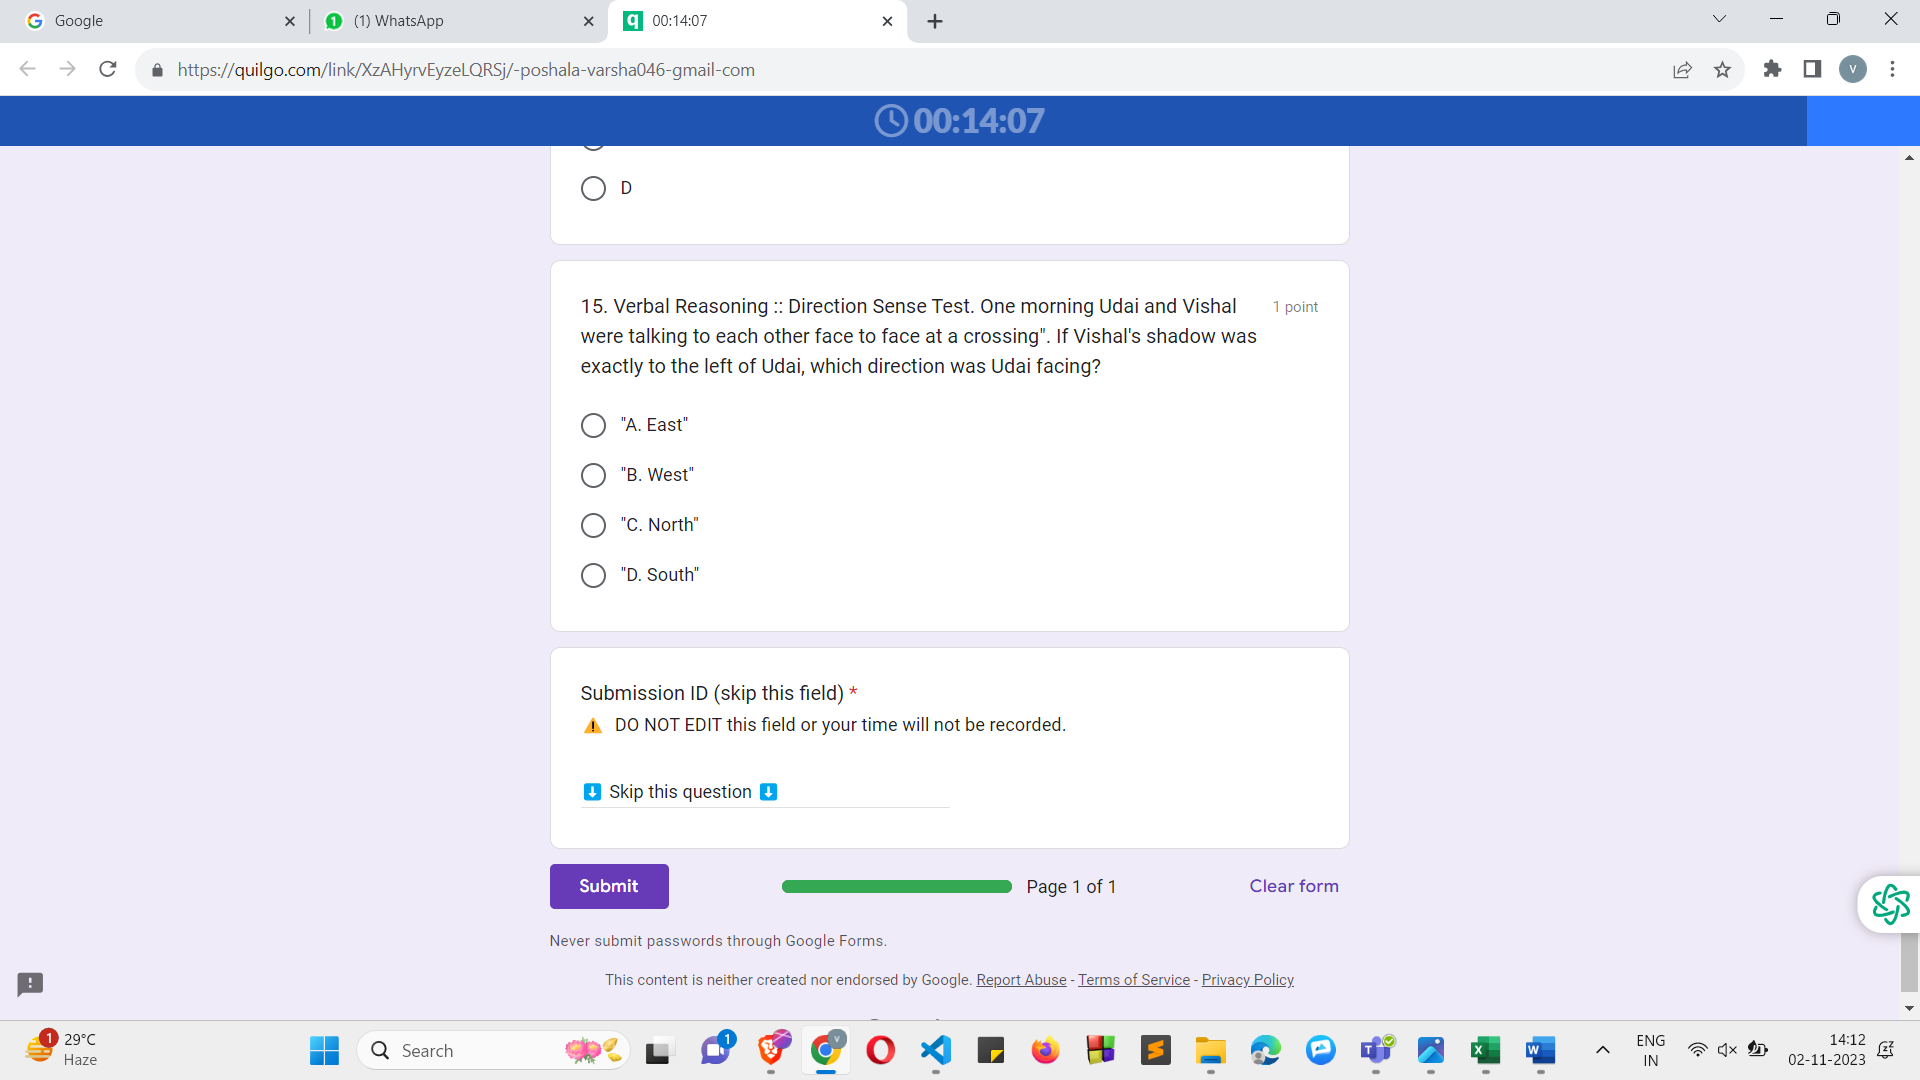 Google
(1) WhatsApp
00:14:07
https://quilgo.com/link/XzAHyrvEyzeLQRSj/-poshala-varsha046-gmail-com
V
00:14:07
D
15. Verbal Reasoning :: Direction Sense Test. One morning Udai and Vishal
1 point
were talking to each other face to face at a crossing". If Vishal's shadow was
exactly to the left of Udai, which direction was Udai facing?
"A. East"
"B. West"
"C. North"
"D. South"
Submission ID (skip this field) *
DO NOT EDIT this field or your time will not be recorded.
Skip this question
Submit
Page 1 of 1
Clear form
Never submit passwords through Google Forms.
This content is neither created nor endorsed by Google. Report Abuse - Terms of Service - Privacy Policy
1
29°C
Haze
Search
1
ENG
IN
14:12
02-11-2023